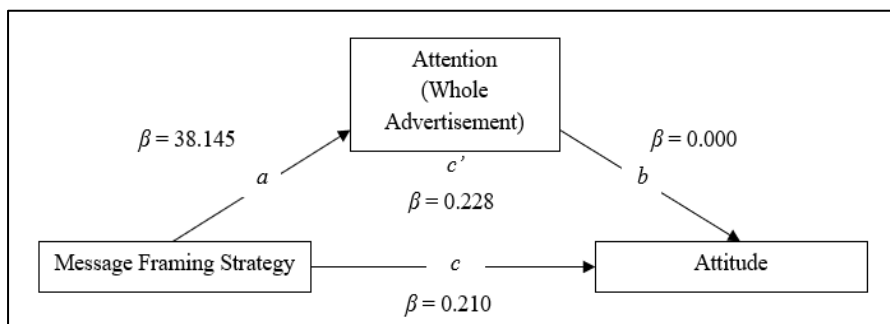 Attention
(Whole
Advertisement)
β = 38.145
β = 0.000
a
c’
b
β = 0.228
Message Framing Strategy
c
Attitude
β = 0.210